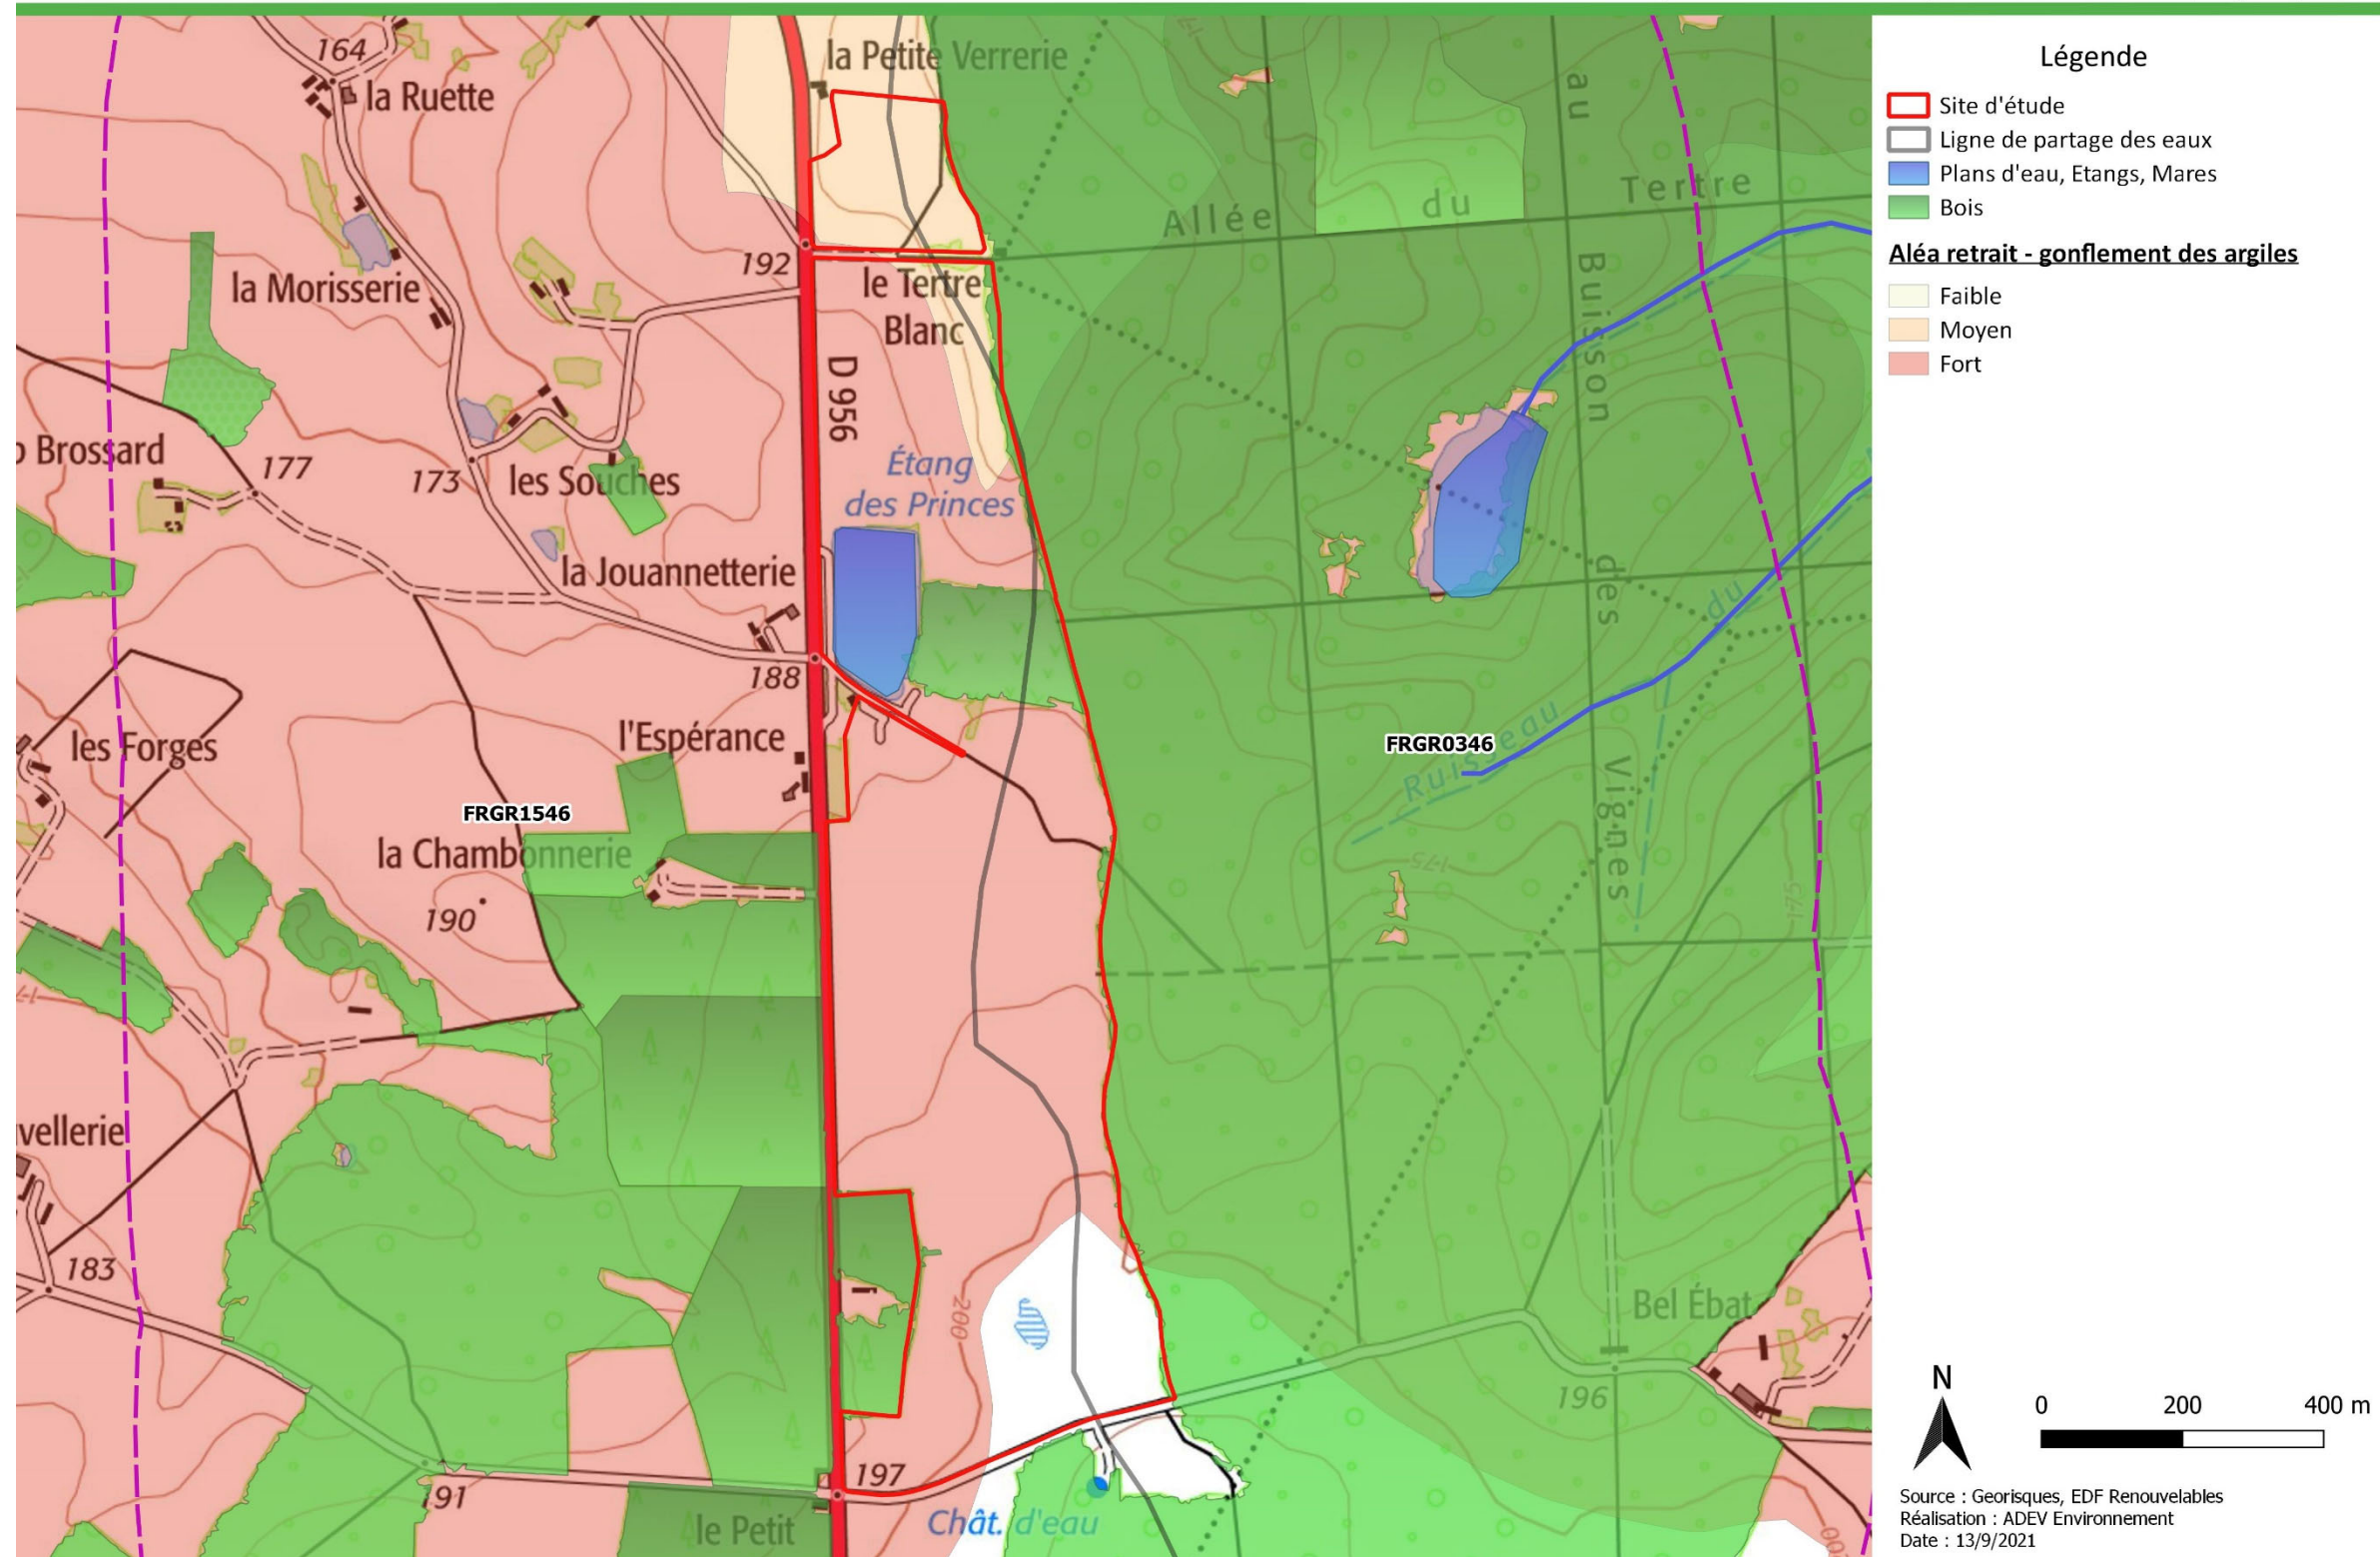 164
la Ruette
la Petite Verrerie
au
Allée
du
Tertre
192
la Morisserie
le Tertre
Blanc
Buisson
D 956
Brossard
177
173
les Souches
Étang
des Princes
la Jouannetterie
des
du
188
l'Espérance
les Forges
FRGR0346
Ruisseau
Vignes
FRGR1546
la Chambonnerie
175
175
190
vellerie
183
200
Bel Ébat
196
197
91
Chât. d'eau
le Petit
Légende
Site d'étude
Ligne de partage des eaux
Plans d'eau, Etangs, Mares
Bois
Aléa retrait - gonflement des argiles
Faible
Moyen
Fort
N
0 200 400 m
Source : Georisques, EDF Renouvelables
Réalisation : ADEV Environnement
Date : 13/9/2021